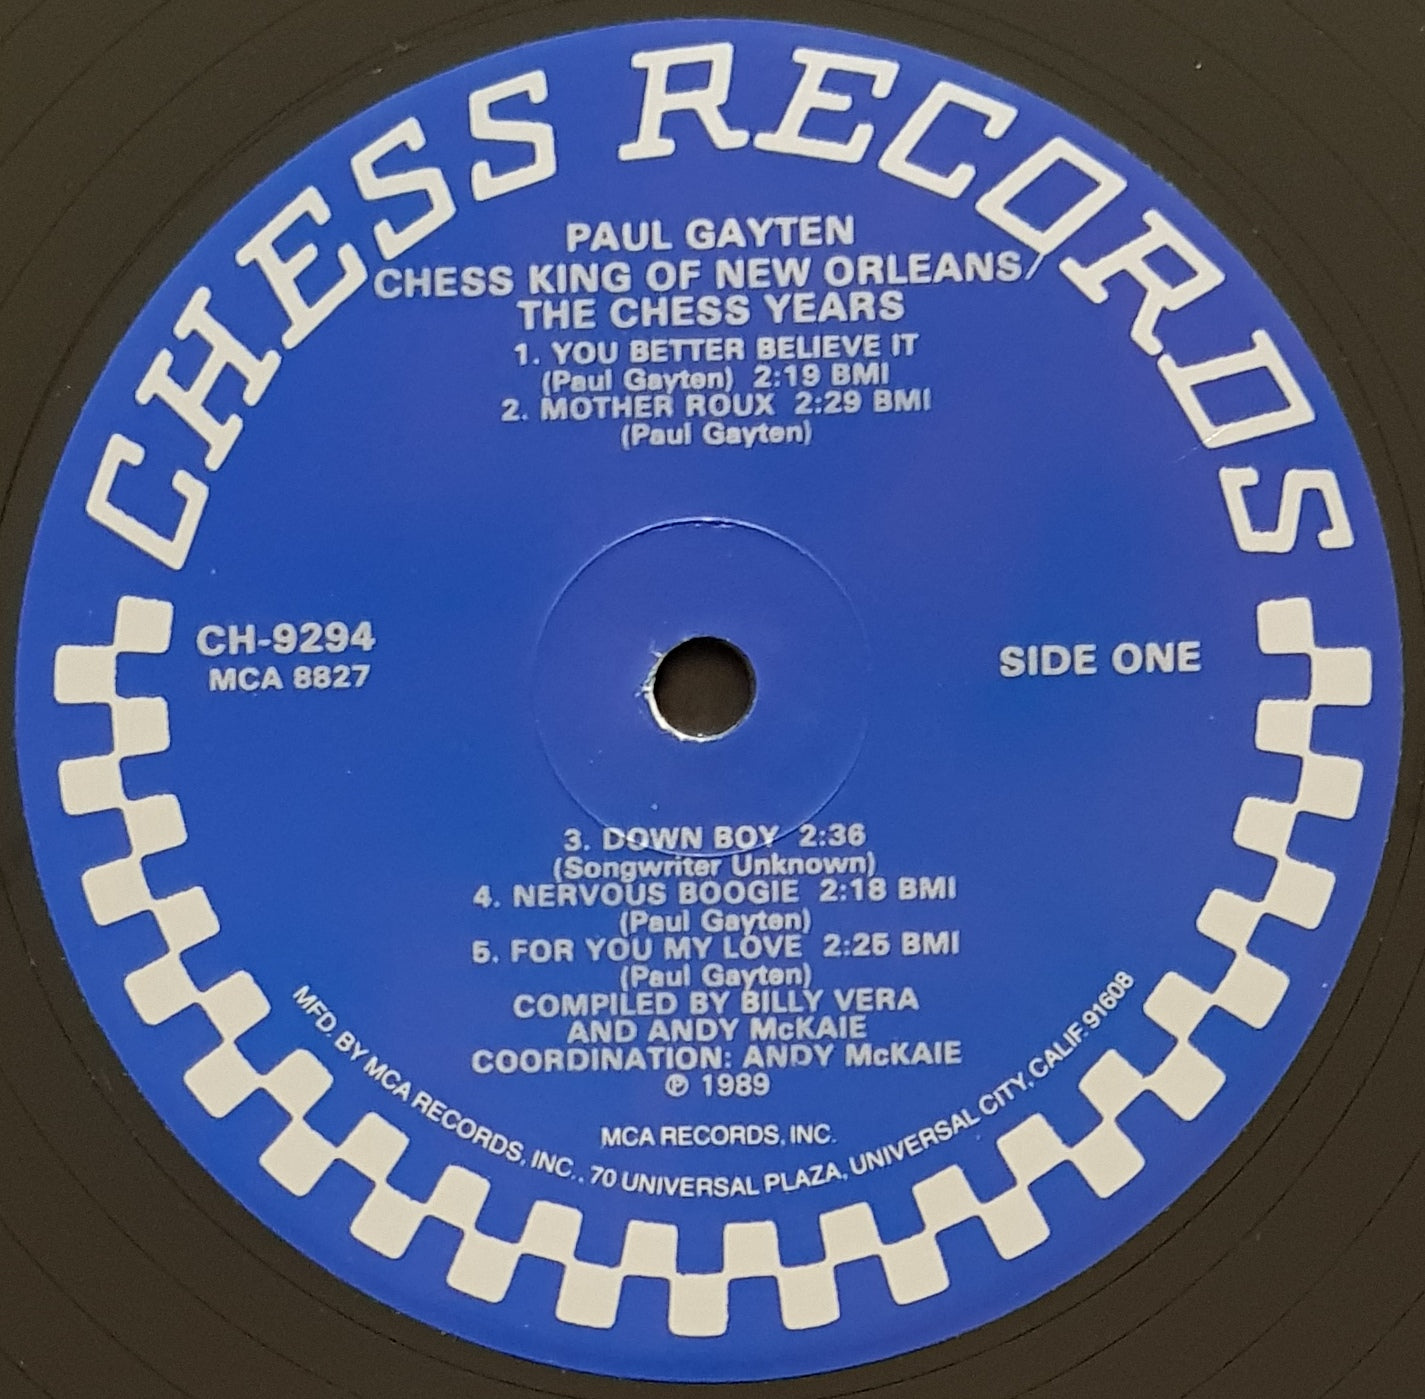 CHESS RECORDS
PAUL GAYTEN
CHESS KING OF NEW ORLEANS/
THE CHESS YEARS
1. YOU BETTER BELIEVE IT
(Paul Gayten) 2:19 BMI
2. MOTHER ROUX 2:29 BMI
(Paul Gayten)
CH-9294
MCA 8827
SIDE ONE
3. DOWN BOY 2:36
(Songwriter Unknown)
4. NERVOUS BOOGIE 2:18 BMI
(Paul Gayten)
5. FOR YOU MY LOVE 2:25 BMI
(Paul Gayten)
COMPILED BY BILLY VERA
AND ANDY McKAIE
COORDINATION: ANDY McKAIE
℗ 1989
MCA RECORDS, INC.
MFD. BY MCA RECORDS, INC., 70 UNIVERSAL PLAZA, UNIVERSAL CITY, CALIF. 91608